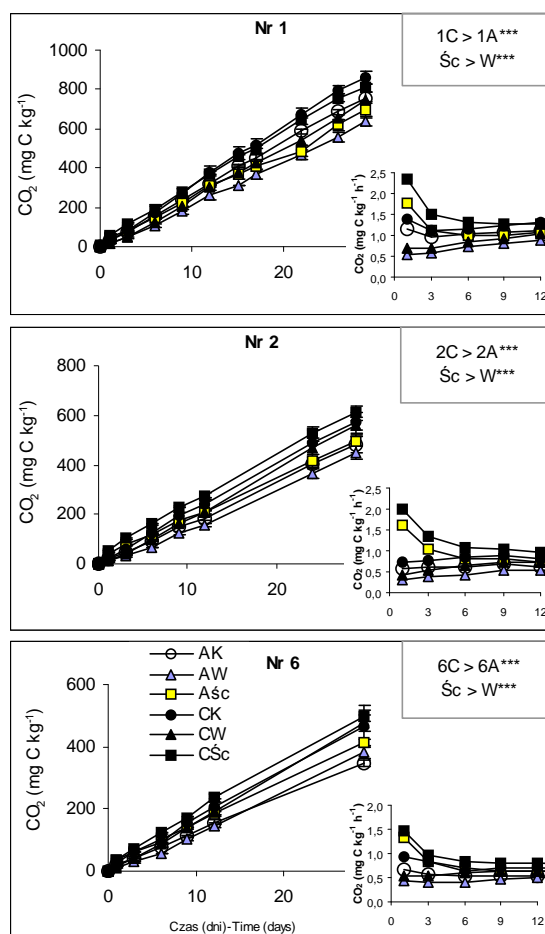 Nr 1
1C > 1A***
Śc > W***
CO₂ (mg C kg⁻¹)
1000
800
600
400
200
0
0 10 20
CO₂ (mg C kg⁻¹ h⁻¹)
2,5
2,0
1,5
1,0
0,5
0,0
0 3 6 9 12
Nr 2
2C > 2A***
Śc > W***
CO₂ (mg C kg⁻¹)
800
600
400
200
0
0 10 20
CO₂ (mg C kg⁻¹ h⁻¹)
2,5
2,0
1,5
1,0
0,5
0,0
0 3 6 9 12
Nr 6
6C > 6A***
Śc > W***
AK
AW
Aśc
CK
CW
CŚc
CO₂ (mg C kg⁻¹)
600
400
200
0
0 10 20
Czas (dni)-Time (days)
CO₂ (mg C kg⁻¹ h⁻¹)
2,0
1,5
1,0
0,5
0,0
0 3 6 9 12